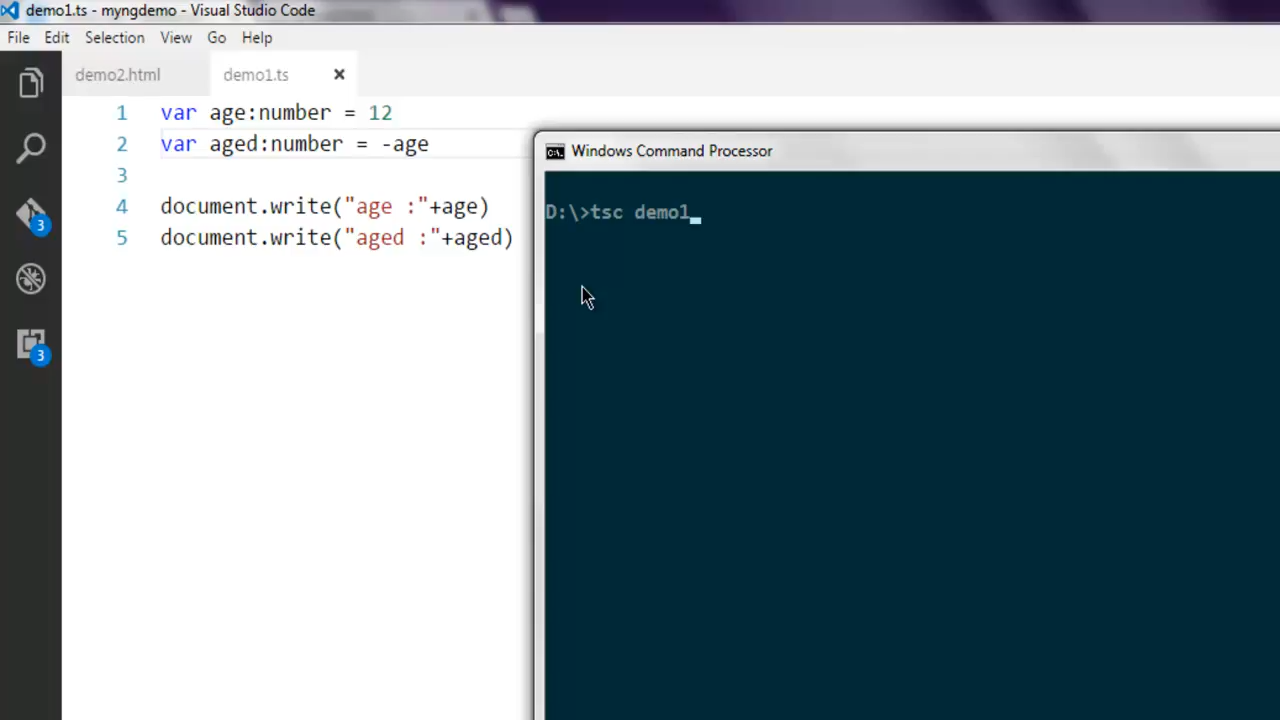 demo1.ts - myngdemo - Visual Studio Code
File Edit Selection View Go Help
demo2.html demo1.ts
1 var age:number = 12
2 var aged:number = -age
3
4 document.write("age :"+age)
5 document.write("aged :"+aged)
3
3
C:\. Windows Command Processor
D:\>tsc demo1